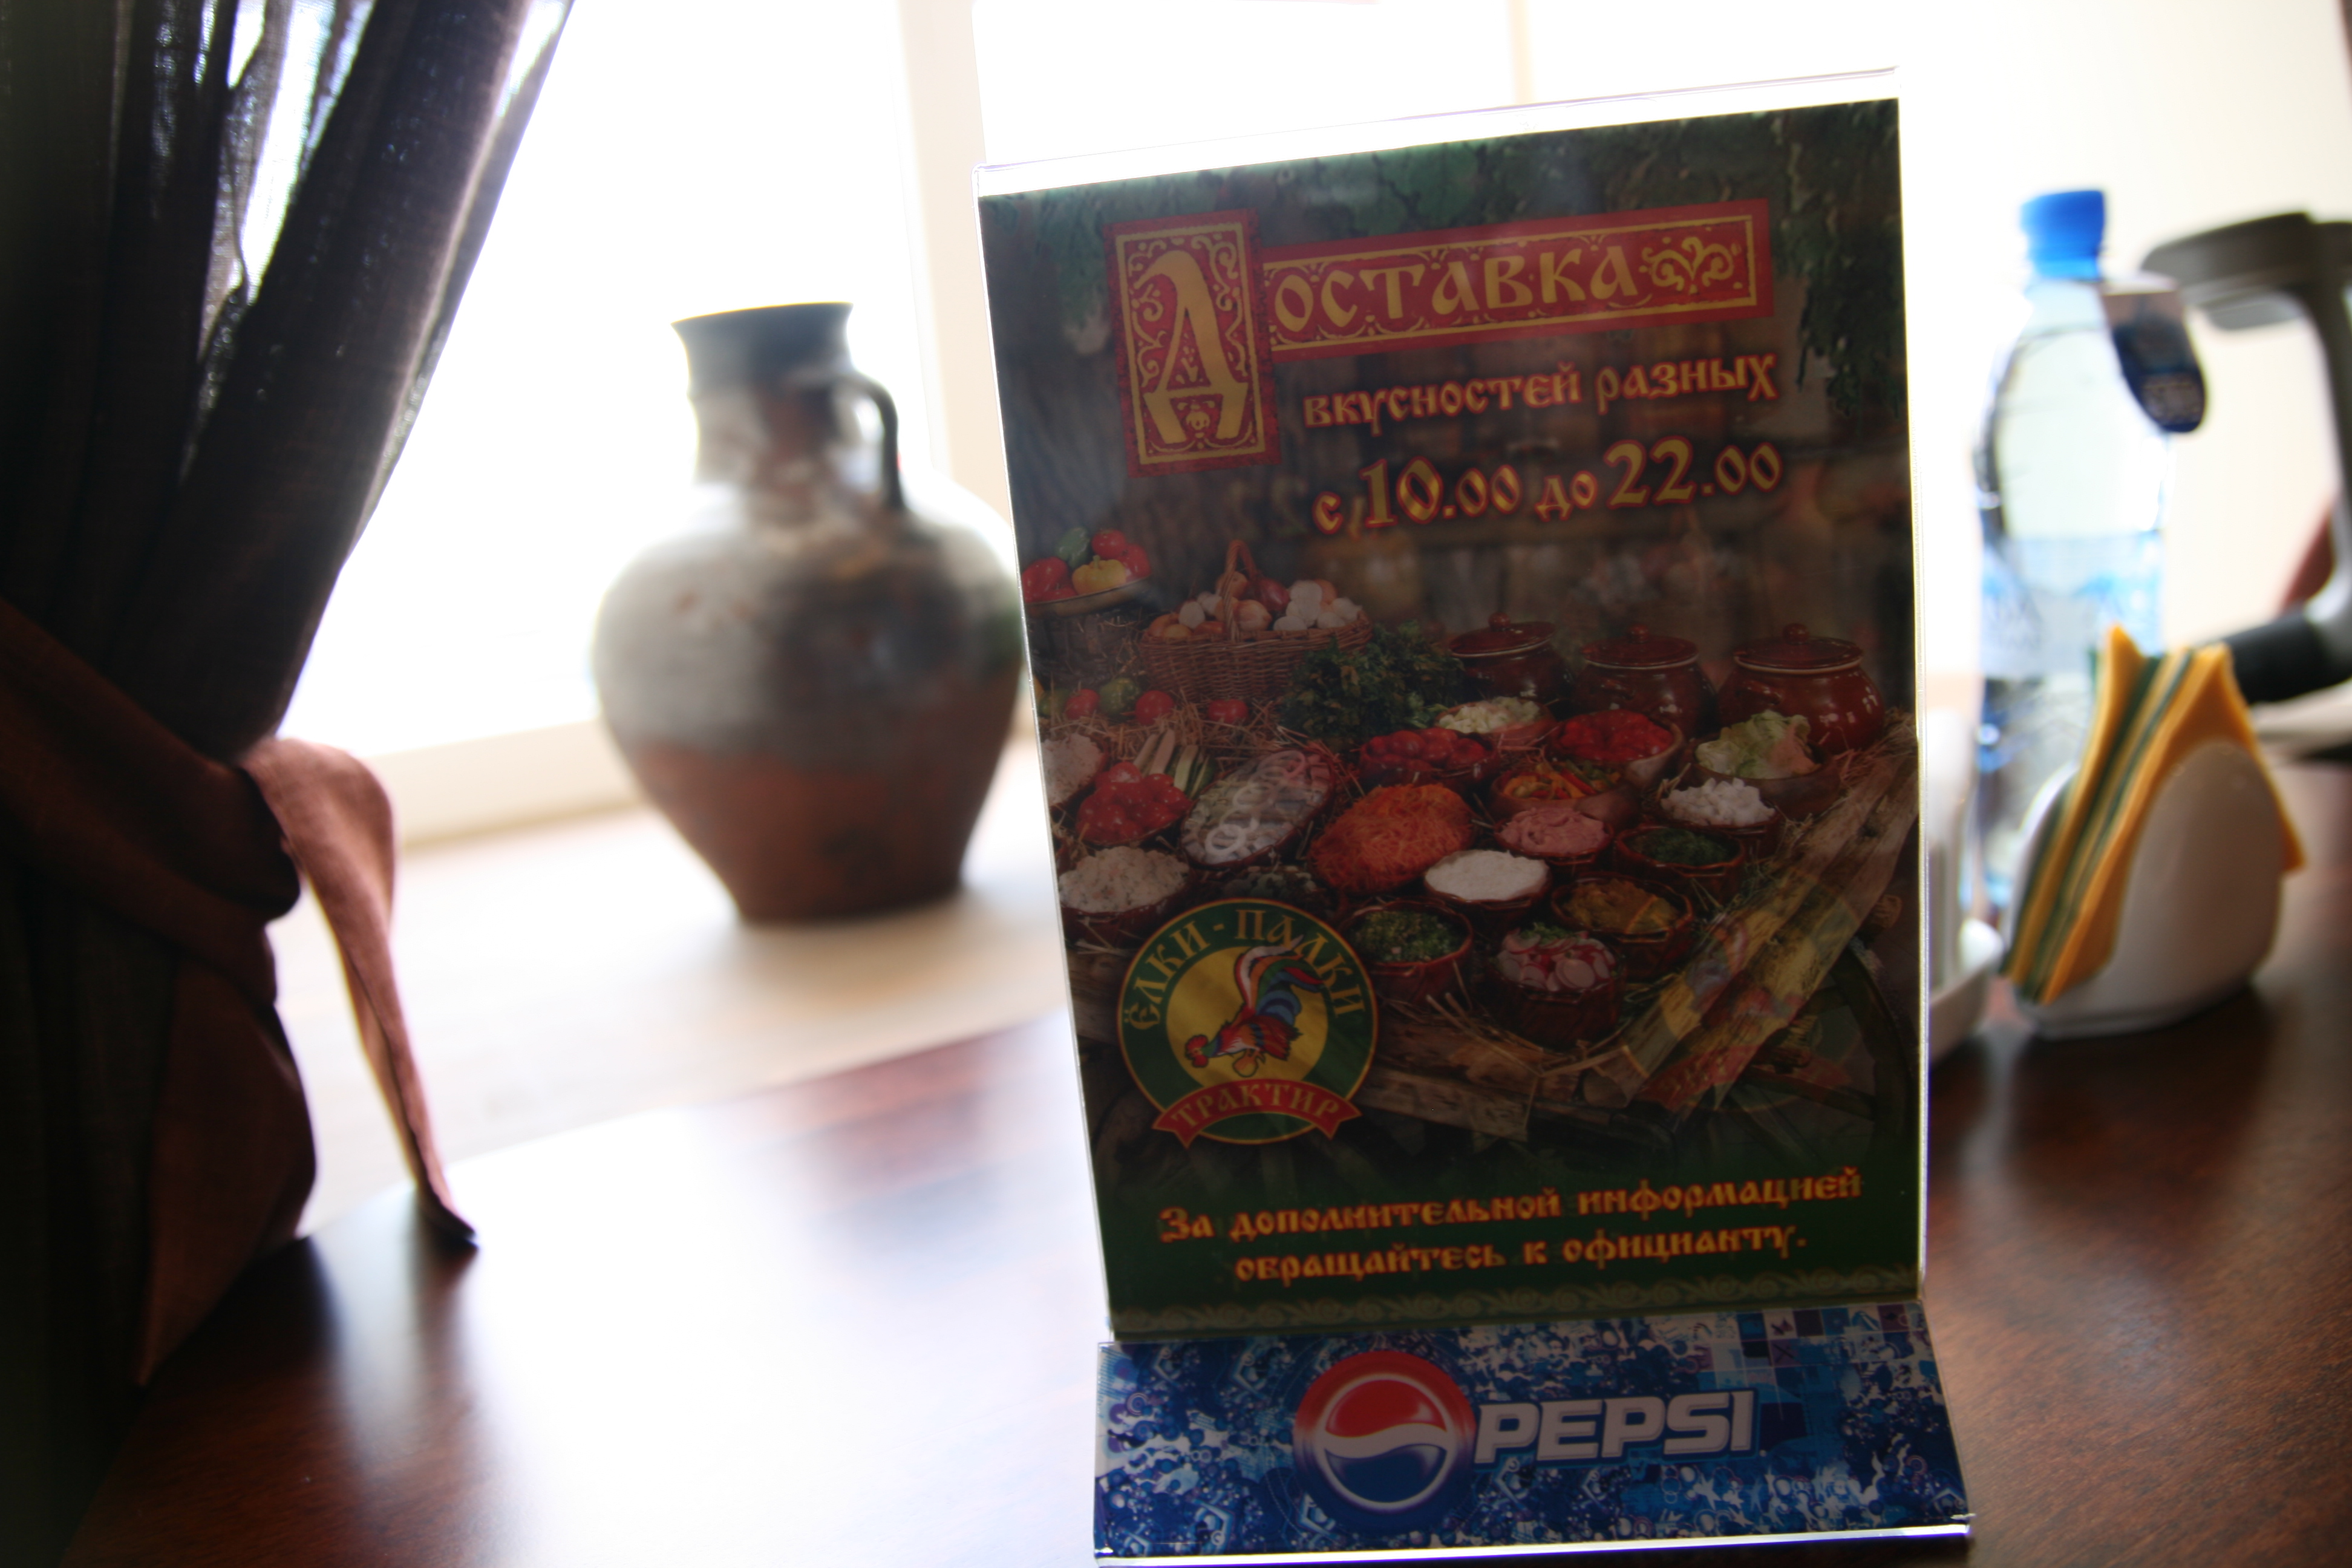 Доставка
вкусностей разных
с 10.00 до 22.00
ЁЛКИ-ПАЛКИ
ТРАКТИР
За дополнительной информацией
обращайтесь к официанту.
PEPSI